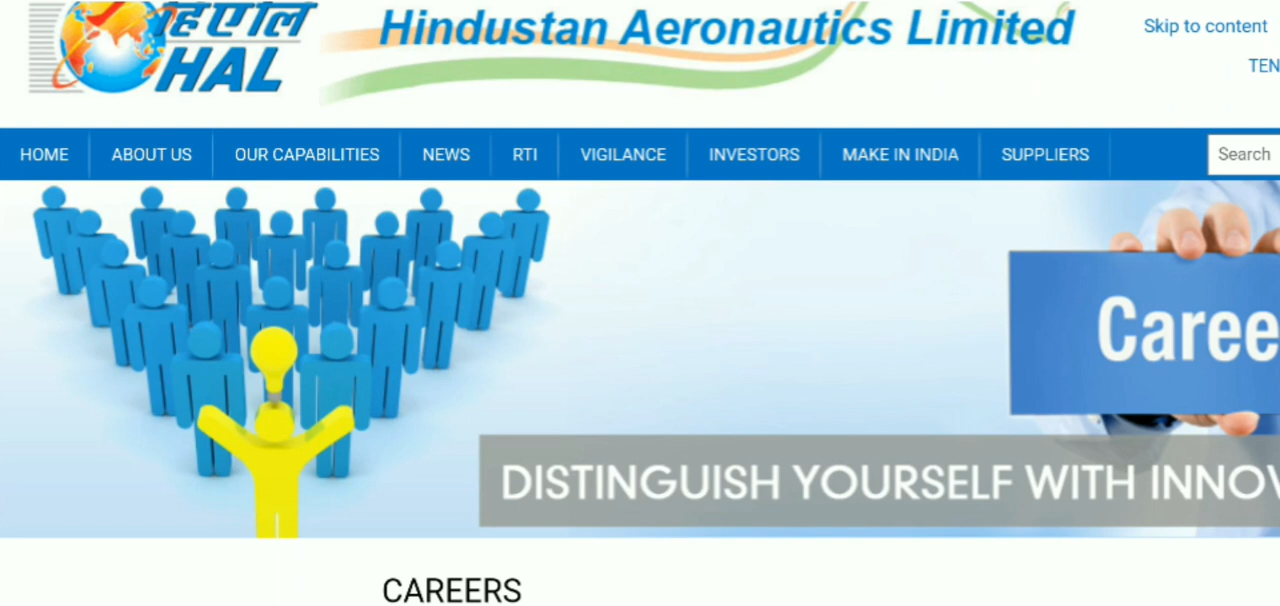 हिएएल
HAL
Hindustan Aeronautics Limited
Skip to content
TEN
HOME ABOUT US OUR CAPABILITIES NEWS RTI VIGILANCE INVESTORS MAKE IN INDIA SUPPLIERS Search
Caree
DISTINGUISH YOURSELF WITH INNOV
CAREERS